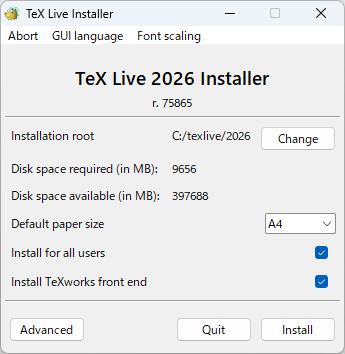 TeX Live Installer
Abort GUI language Font scaling
TeX Live 2026 Installer
r. 75865
Installation root C:/texlive/2026 Change
Disk space required (in MB): 9656
Disk space available (in MB): 397688
Default paper size A4
Install for all users
Install TeXworks front end
Advanced Quit Install